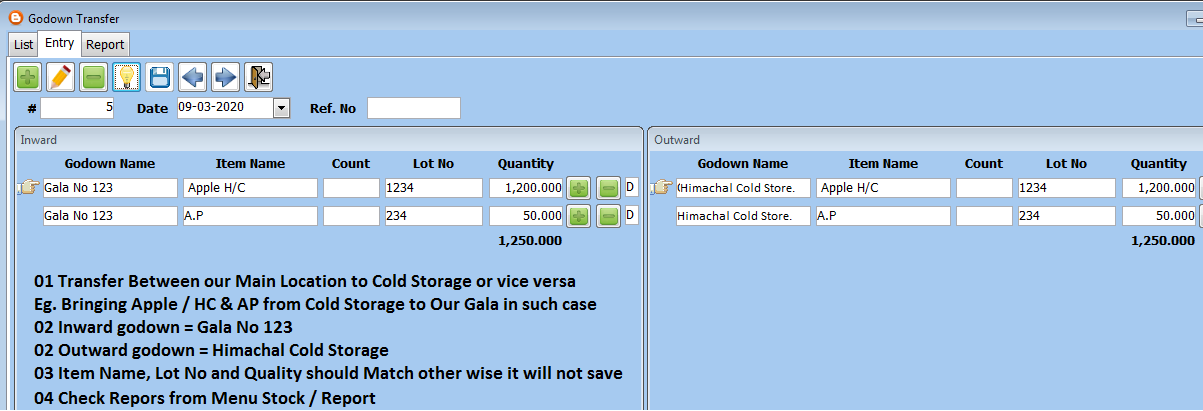 Godown Transfer
List Entry Report
# 5 Date 09-03-2020 Ref. No
Inward
Godown Name Item Name Count Lot No Quantity
Gala No 123 Apple H/C 1234 1,200.000 D
Gala No 123 A.P 234 50.000 D
1,250.000
Outward
Godown Name Item Name Count Lot No Quantity
Himachal Cold Store. Apple H/C 1234 1,200.000
Himachal Cold Store. A.P 234 50.000
1,250.000
01 Transfer Between our Main Location to Cold Storage or vice versa
Eg. Bringing Apple / HC & AP from Cold Storage to Our Gala in such case
02 Inward godown = Gala No 123
02 Outward godown = Himachal Cold Storage
03 Item Name, Lot No and Quality should Match other wise it will not save
04 Check Repors from Menu Stock / Report